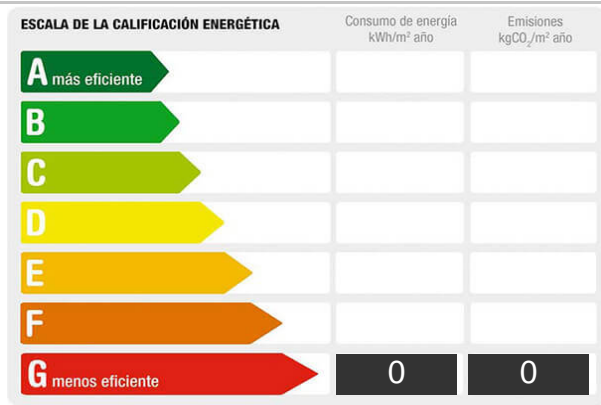 ESCALA DE LA CALIFICACIÓN ENERGÉTICA
Consumo de energía
kWh/m² año
Emisiones
kgCO₂/m² año
A más eficiente
B
C
D
E
F
G menos eficiente
0
0